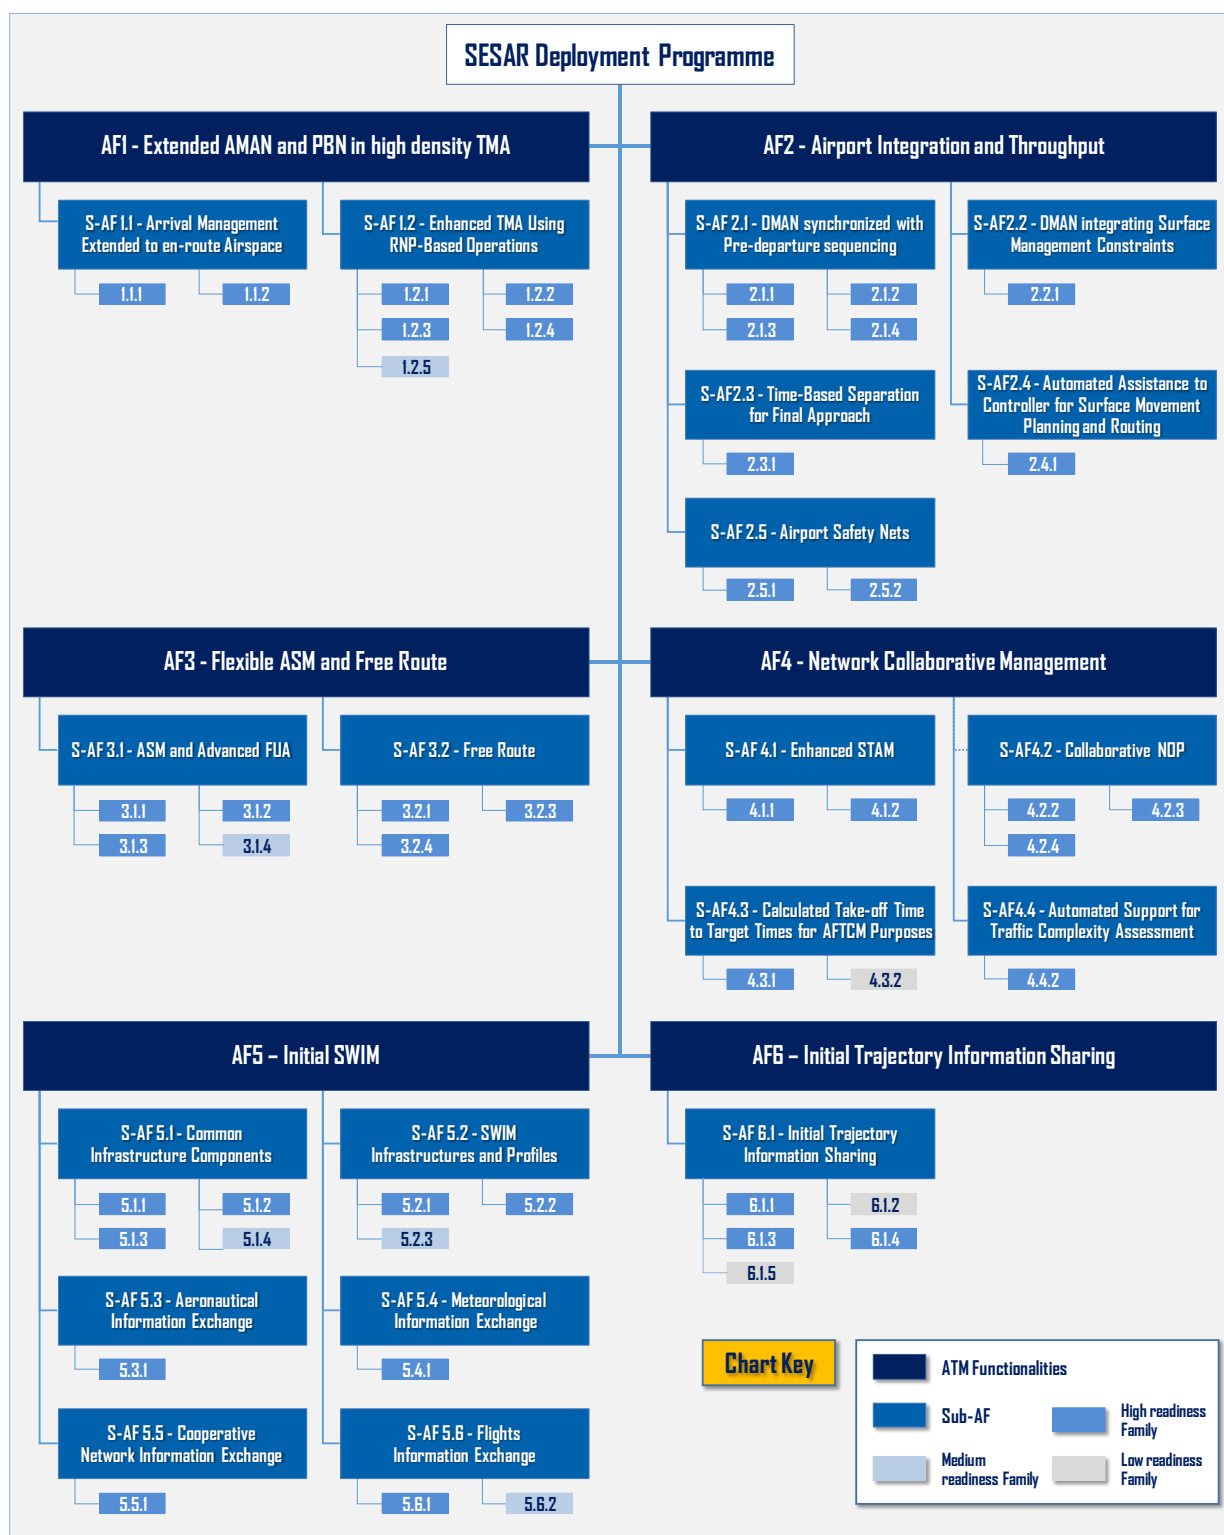 SESAR Deployment Programme
AF1 - Extended AMAN and PBN in high density TMA
S-AF 1.1 - Arrival Management
Extended to en-route Airspace
1.1.1
1.1.2
S-AF 1.2 - Enhanced TMA Using
RNP-Based Operations
1.2.1
1.2.2
1.2.3
1.2.4
1.2.5
AF2 - Airport Integration and Throughput
S-AF 2.1 - DMAN synchronized with
Pre-departure sequencing
2.1.1
2.1.2
2.1.3
2.1.4
S-AF2.2 - DMAN integrating Surface
Management Constraints
2.2.1
S-AF2.3 - Time-Based Separation
for Final Approach
2.3.1
S-AF2.4 - Automated Assistance to
Controller for Surface Movement
Planning and Routing
2.4.1
S-AF 2.5 - Airport Safety Nets
2.5.1
2.5.2
AF3 - Flexible ASM and Free Route
S-AF 3.1 - ASM and Advanced FUA
3.1.1
3.1.2
3.1.3
3.1.4
S-AF 3.2 - Free Route
3.2.1
3.2.3
3.2.4
AF4 - Network Collaborative Management
S-AF 4.1 - Enhanced STAM
4.1.1
4.1.2
S-AF4.2 - Collaborative NOP
4.2.2
4.2.3
4.2.4
S-AF4.3 - Calculated Take-off Time
to Target Times for AFTCM Purposes
4.3.1
4.3.2
S-AF4.4 - Automated Support for
Traffic Complexity Assessment
4.4.2
AF5 – Initial SWIM
S-AF 5.1 - Common
Infrastructure Components
5.1.1
5.1.2
5.1.3
5.1.4
S-AF 5.2 - SWIM
Infrastructures and Profiles
5.2.1
5.2.2
5.2.3
S-AF 5.3 - Aeronautical
Information Exchange
5.3.1
S-AF 5.4 - Meteorological
Information Exchange
5.4.1
S-AF 5.5 - Cooperative
Network Information Exchange
5.5.1
S-AF 5.6 - Flights
Information Exchange
5.6.1
5.6.2
AF6 – Initial Trajectory Information Sharing
S-AF 6.1 - Initial Trajectory
Information Sharing
6.1.1
6.1.2
6.1.3
6.1.4
6.1.5
Chart Key
ATM Functionalities
Sub-AF
High readiness
Family
Medium
readiness Family
Low readiness
Family